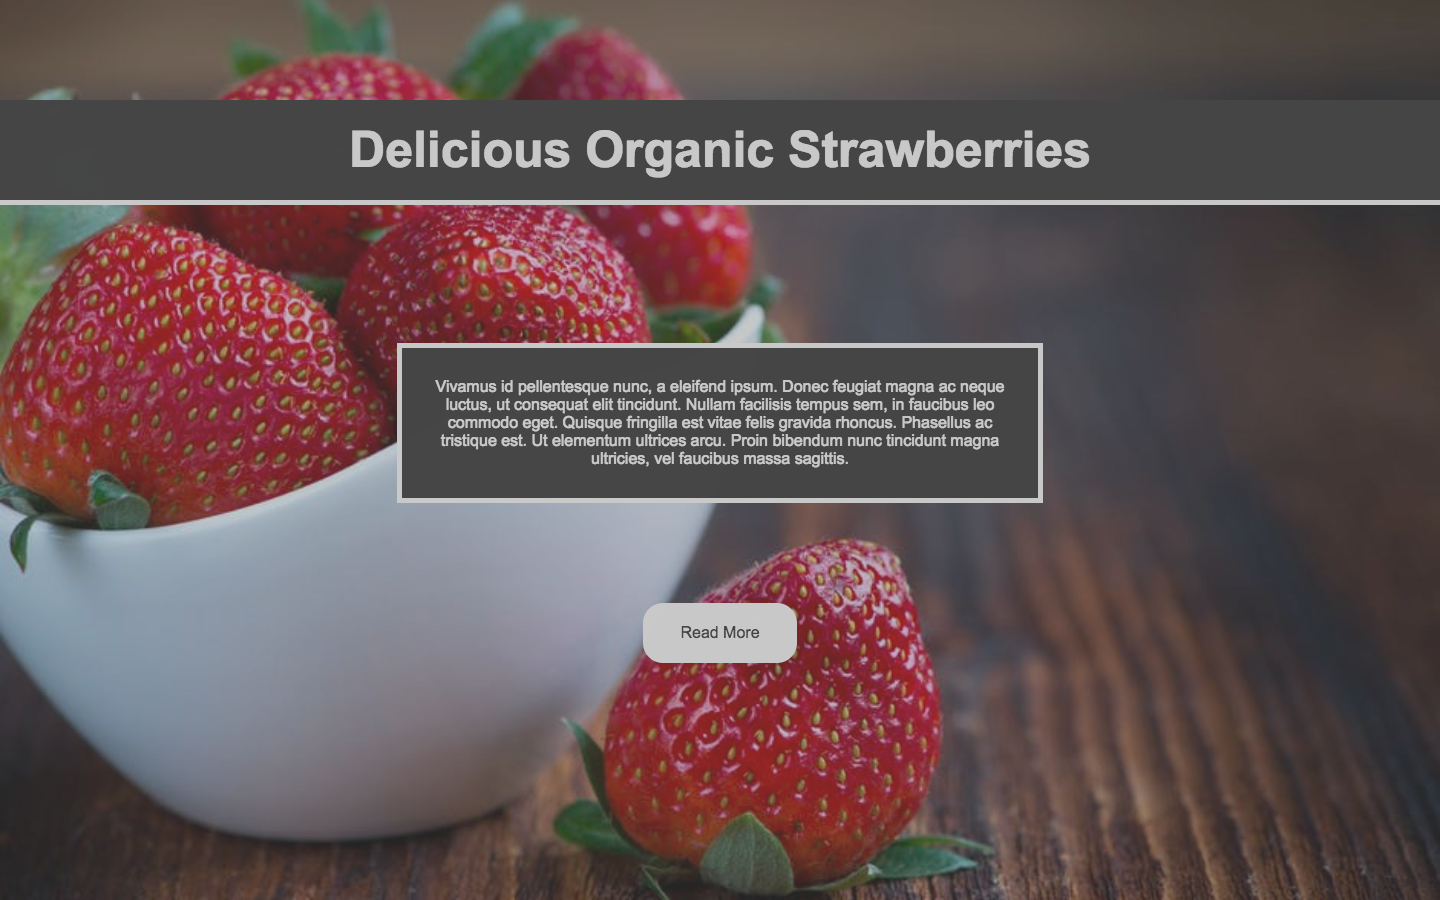 Delicious Organic Strawberries
Vivamus id pellentesque nunc, a eleifend ipsum. Donec feugiat magna ac neque
luctus, ut consequat elit tincidunt. Nullam facilisis tempus sem, in faucibus leo
commodo eget. Quisque fringilla est vitae felis gravida rhoncus. Phasellus ac
tristique est. Ut elementum ultrices arcu. Proin bibendum nunc tincidunt magna
ultricies, vel faucibus massa sagittis.
Read More